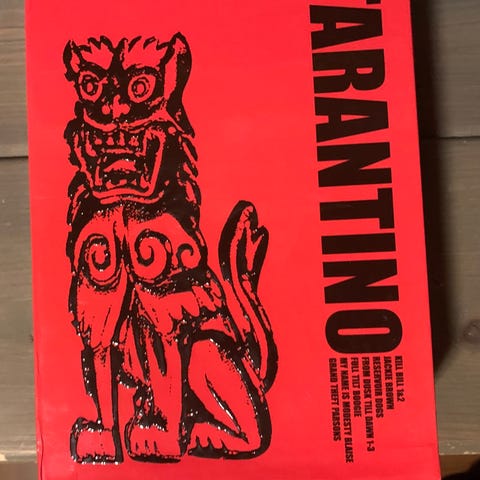 TARANTINO
KILL BILL 1&2
JACKIE BROWN
RESERVOIR DOGS
FROM DUSK TILL DAWN 1-3
FULL TILT BOOGIE
MY NAME IS MODESTY BLAISE
GRAND THEFT PARSONS